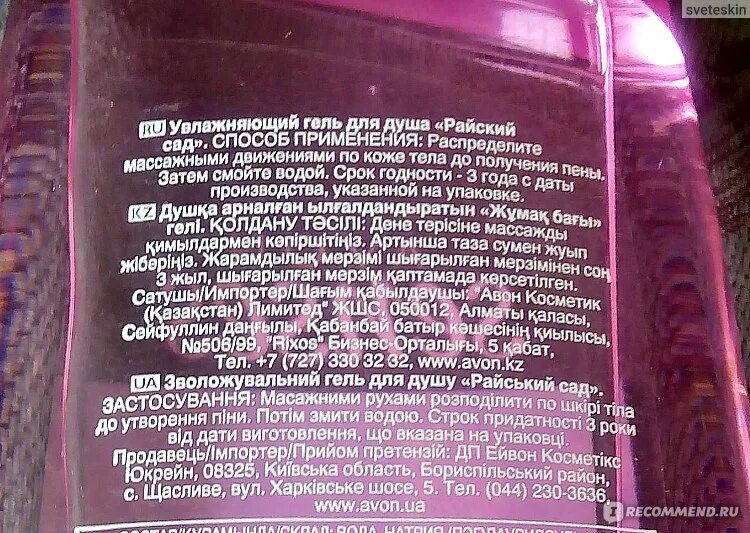 sveteskin
RU Увлажняющий гель для душа «Райский
сад». СПОСОБ ПРИМЕНЕНИЯ: Распределите
массажными движениями по коже тела до получения пены.
Затем смойте водой. Срок годности - 3 года с даты
производства, указанной на упаковке.
KZ Душқа арналған ылғалдандыратын «Жұмақ бағы»
гелі. ҚОЛДАНУ ТӘСІЛІ: Дене терісіне массажды
қимылдармен көпіршітіңіз. Артынша таза сумен жуып
жіберіңіз. Жарамдылық мерзімі шығарылған мерзімінен соң
3 жыл, шығарылған мерзім қаптамада көрсетілген.
Сатушы/Импортер/Шағым қабылдаушы: "Авон Косметик
(Қазақстан) Лимитед" ЖШС, 050012, Алматы қаласы,
Сейфуллин даңғылы, Қабанбай батыр көшесінің қиылысы,
№506/99, "Rixos" Бизнес-Орталығы, 5 қабат,
Тел. +7 (727) 330 32 32, www.avon.kz
UA Зволожувальний гель для душу «Райський сад».
ЗАСТОСУВАННЯ: Масажними рухами розподілити по шкірі тіла
до утворення піни. Потім змити водою. Строк придатності 3 роки
від дати виготовлення, що вказана на упаковці.
Продавець/Імпортер/Прийом претензій: ДП Ейвон Косметікс
Юкрейн, 08325, Київська область, Бориспільський район,
с. Щасливе, вул. Харківське шосе, 5. Тел. (044) 230-3636,
www.avon.ua
СОСТАВ/ҚҰРАМЫНДА/СКЛАД: ВОДА, НАТРИЯ
IRECOMMEND.RU